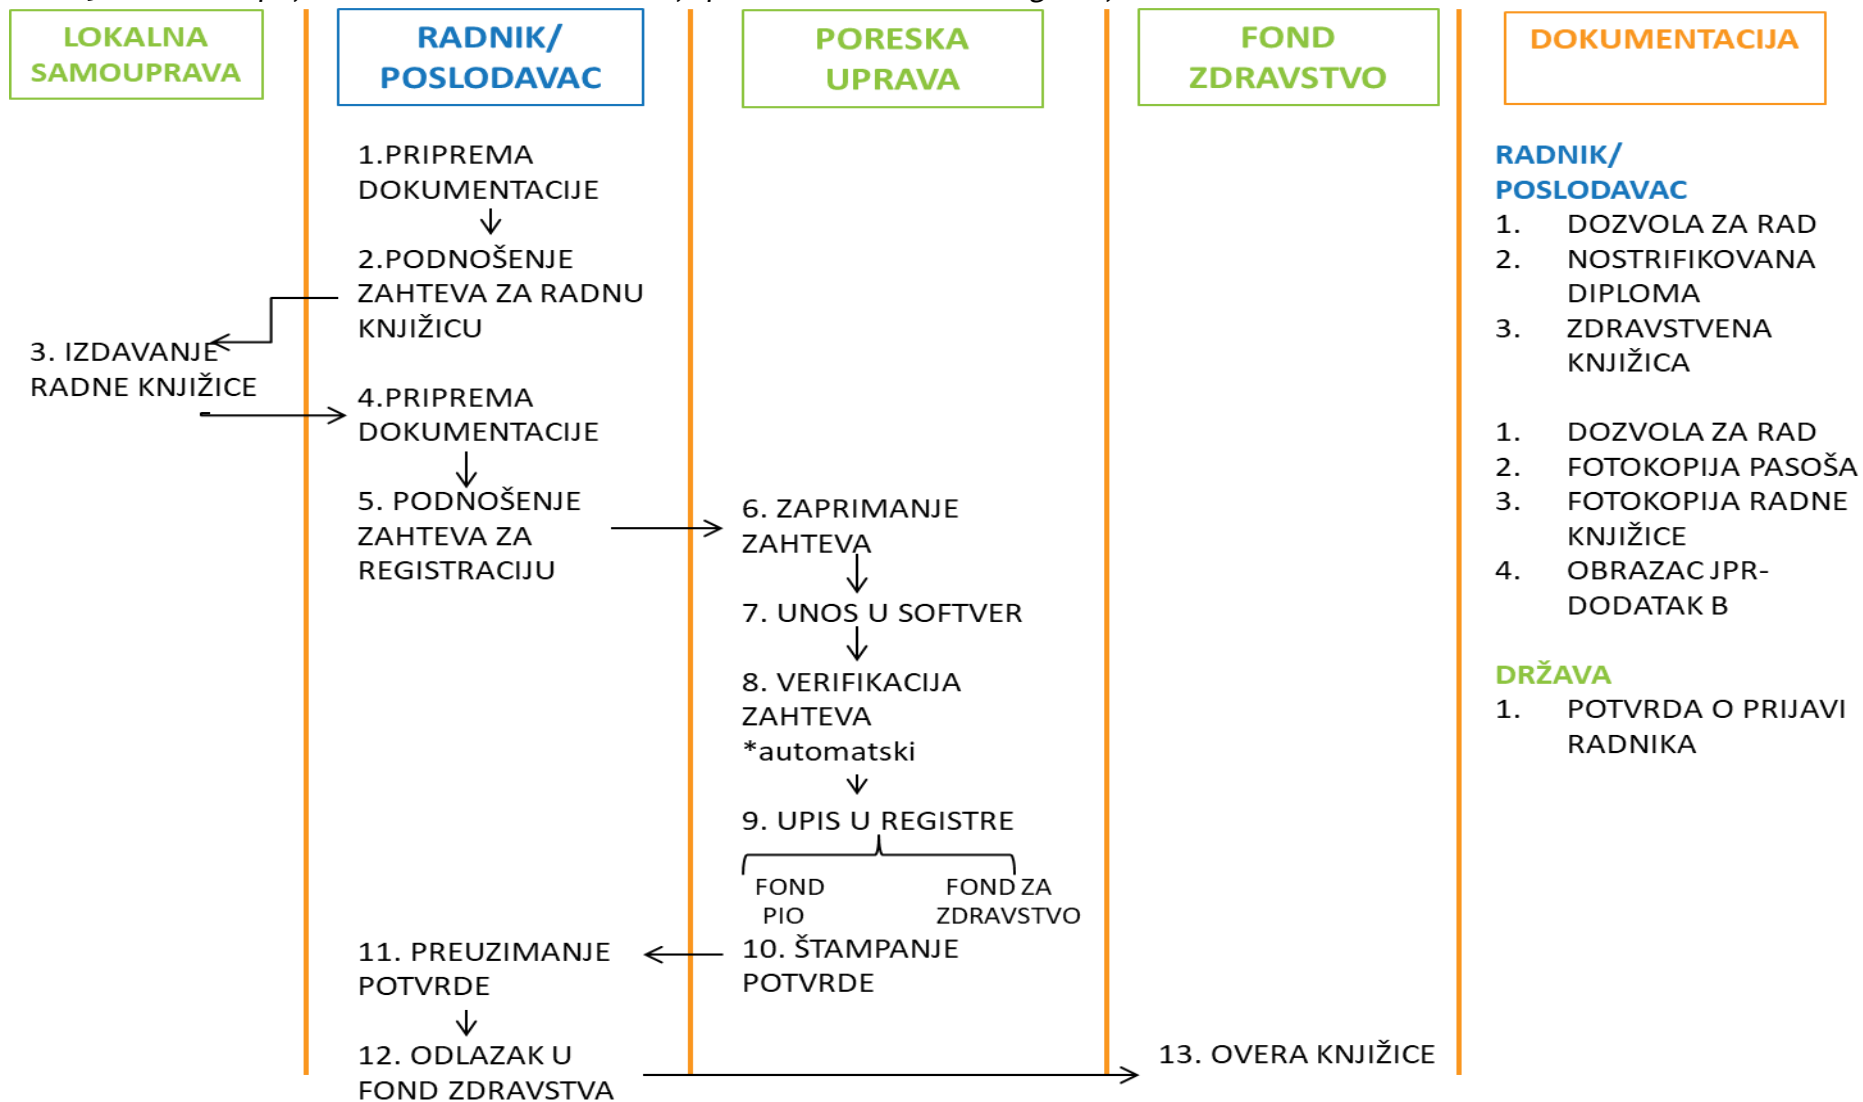 LOKALNA
SAMOUPRAVA
RADNIK/
POSLODAVAC
PORESKA
UPRAVA
FOND
ZDRAVSTVO
DOKUMENTACIJA
1.PRIPREMA
DOKUMENTACIJE
2.PODNOŠENJE
ZAHTEVA ZA RADNU
KNJIŽICU
3. IZDAVANJE
RADNE KNJIŽICE
4.PRIPREMA
DOKUMENTACIJE
5. PODNOŠENJE
ZAHTEVA ZA
REGISTRACIJU
6. ZAPRIMANJE
ZAHTEVA
7. UNOS U SOFTVER
8. VERIFIKACIJA
ZAHTEVA
*automatski
9. UPIS U REGISTRE
FOND
PIO
FOND ZA
ZDRAVSTVO
10. ŠTAMPANJE
POTVRDE
11. PREUZIMANJE
POTVRDE
12. ODLAZAK U
FOND ZDRAVSTVA
13. OVERA KNJIŽICE
RADNIK/
POSLODAVAC
1. DOZVOLA ZA RAD
2. NOSTRIFIKOVANA
DIPLOMA
3. ZDRAVSTVENA
KNJIŽICA
1. DOZVOLA ZA RAD
2. FOTOKOPIJA PASOŠA
3. FOTOKOPIJA RADNE
KNJIŽICE
4. OBRAZAC JPR-
DODATAK B
DRŽAVA
1. POTVRDA O PRIJAVI
RADNIKA